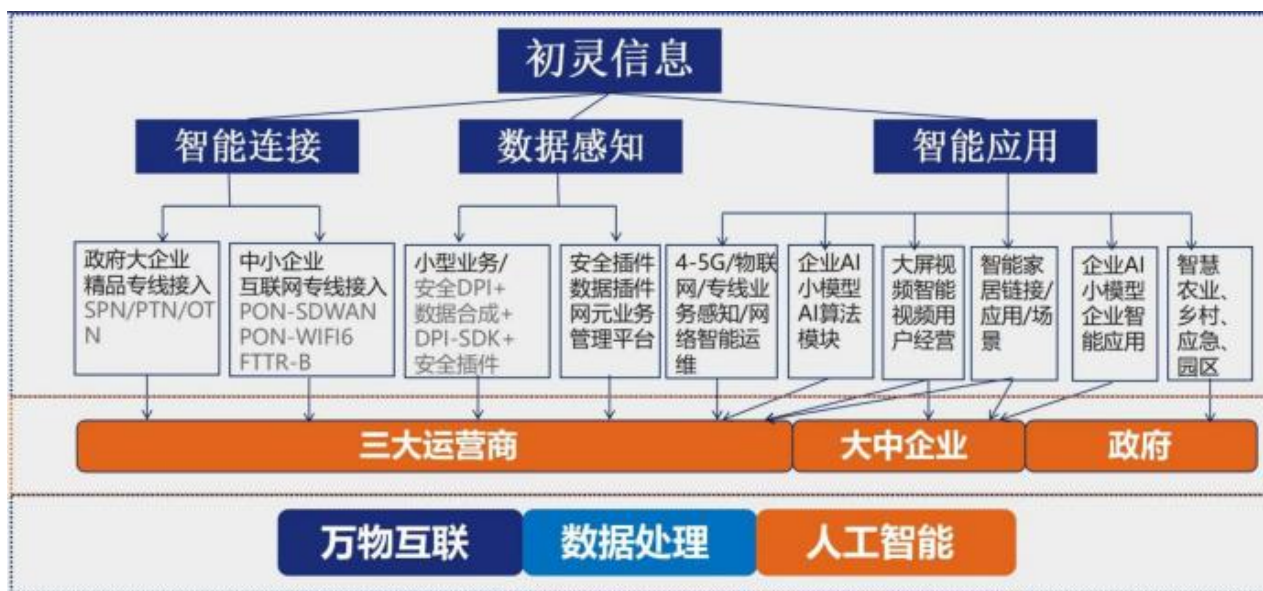 初灵信息
智能连接
数据感知
智能应用
政府大企业
精品专线接入
SPN/PTN/OT
N
中小企业
互联网专线接入
PON-SDWAN
PON-WIFI6
FTTR-B
小型业务/
安全DPI+
数据合成+
DPI-SDK+
安全插件
安全插件
数据插件
网元业务
管理平台
4-5G/物联
网/专线业
务感知/网
络智能运
维
企业AI
小模型
AI算法
模块
大屏视
频智能
视频用
户经营
智能家
居链接/
应用/场
景
企业AI
小模型
企业智
能应用
智慧
农业、
乡村、
应急、
园区
三大运营商
大中企业
政府
万物互联
数据处理
人工智能